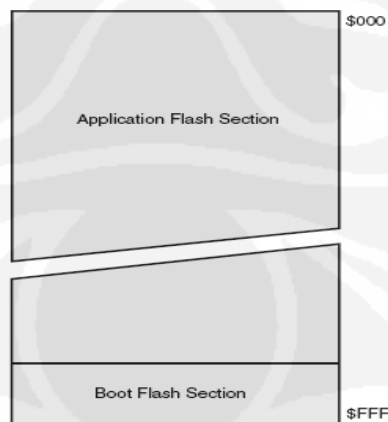 $000
Application Flash Section
Boot Flash Section
$FFF